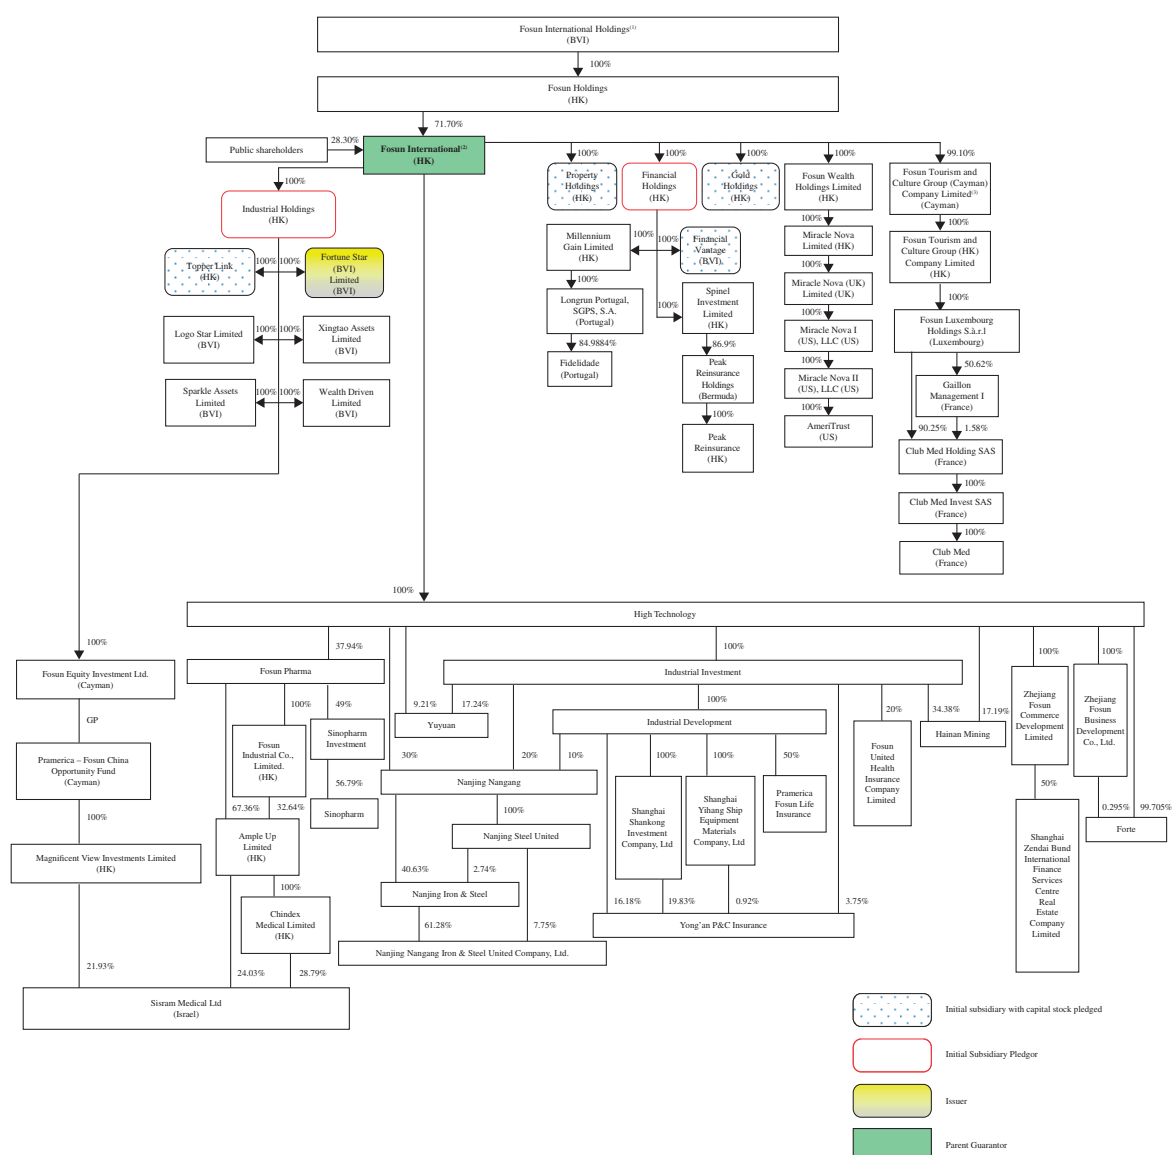 Fosun International Holdings(1)
(BVI)
100%
Fosun Holdings
(HK)
71.70%
Public shareholders
28.30%
Fosun International(2)
(HK)
100%
100%
100%
100%
100%
99.10%
Industrial Holdings
(HK)
Property
Holdings
(HK)
Financial
Holdings
(HK)
Gold
Holdings
(HK)
Fosun Wealth
Holdings Limited
(HK)
Fosun Tourism and
Culture Group (Cayman)
Company Limited(3)
(Cayman)
Topper Link
(HK)
100%
100%
Fortune Star
(BVI)
Limited
(BVI)
Logo Star Limited
(BVI)
100%
100%
Xingtao Assets
Limited
(BVI)
Sparkle Assets
Limited
(BVI)
100%
100%
Wealth Driven
Limited
(BVI)
Millennium
Gain Limited
(HK)
100%
100%
Financial
Vantage
(BVI)
100%
Longrun Portugal,
SGPS, S.A.
(Portugal)
84.9884%
Fidelidade
(Portugal)
100%
Spinel
Investment
Limited
(HK)
86.9%
Peak
Reinsurance
Holdings
(Bermuda)
100%
Peak
Reinsurance
(HK)
100%
Miracle Nova
Limited (HK)
100%
Miracle Nova (UK)
Limited (UK)
100%
Miracle Nova I
(US), LLC (US)
100%
Miracle Nova II
(US), LLC (US)
100%
AmeriTrust
(US)
100%
Fosun Tourism and
Culture Group (HK)
Company Limited
(HK)
100%
Fosun Luxembourg
Holdings S.à.r.l
(Luxembourg)
50.62%
Gaillon
Management I
(France)
90.25%
1.58%
Club Med Holding SAS
(France)
100%
Club Med Invest SAS
(France)
100%
Club Med
(France)
100%
High Technology
100%
Fosun Equity Investment Ltd.
(Cayman)
GP
Pramerica – Fosun China
Opportunity Fund
(Cayman)
100%
Magnificent View Investments Limited
(HK)
21.93%
37.94%
Fosun Pharma
100%
49%
Fosun
Industrial Co.,
Limited.
(HK)
Sinopharm
Investment
56.79%
Sinopharm
67.36%
32.64%
Ample Up
Limited
(HK)
100%
Chindex
Medical Limited
(HK)
24.03%
28.79%
Sisram Medical Ltd
(Israel)
100%
Industrial Investment
9.21%
17.24%
Yuyuan
30%
20%
10%
Nanjing Nangang
100%
Nanjing Steel United
40.63%
2.74%
Nanjing Iron & Steel
61.28%
7.75%
Nanjing Nangang Iron & Steel United Company, Ltd.
100%
Industrial Development
100%
100%
50%
Shanghai
Shankong
Investment
Company, Ltd
Shanghai
Yihang Ship
Equipment
Materials
Company, Ltd
Pramerica
Fosun Life
Insurance
16.18%
19.83%
0.92%
3.75%
Yong'an P&C Insurance
20%
Fosun
United
Health
Insurance
Company
Limited
34.38%
17.19%
Hainan Mining
100%
Zhejiang
Fosun
Commerce
Development
Limited
50%
Shanghai
Zendai Bund
International
Finance
Services
Centre
Real
Estate
Company
Limited
100%
Zhejiang
Fosun
Business
Development
Co., Ltd.
0.295%
99.705%
Forte
Initial subsidiary with capital stock pledged
Initial Subsidiary Pledgor
Issuer
Parent Guarantor